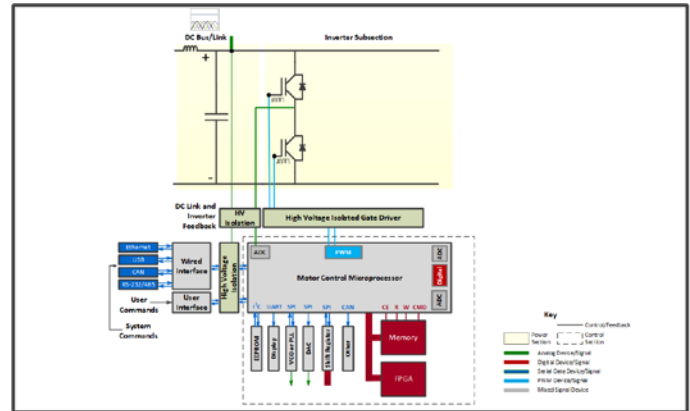 DC Bus/Link
Inverter Subsection
+
-
DC Link and
Inverter
Feedback
HV
Isolation
High Voltage Isolated Gate Driver
Ethernet
USB
CAN
RS-232/485
Wired
Interface
User
Interface
High Voltage
Isolation
ADC
PWM
ADC
Digital
ADC
Motor Control Microprocessor
User
Commands
System
Commands
I²C
UART
SPI
SPI
SPI
CAN
CE
R
W
CMD
EEPROM
Display
VCO or PLL
DAC
Shift Register
Other
Memory
FPGA
Key
Power
Section
Control
Section
Control/Feedback
Analog Device/Signal
Digital Device/Signal
Serial Data Device/Signal
PWM Device/Signal
Mixed Signal Device